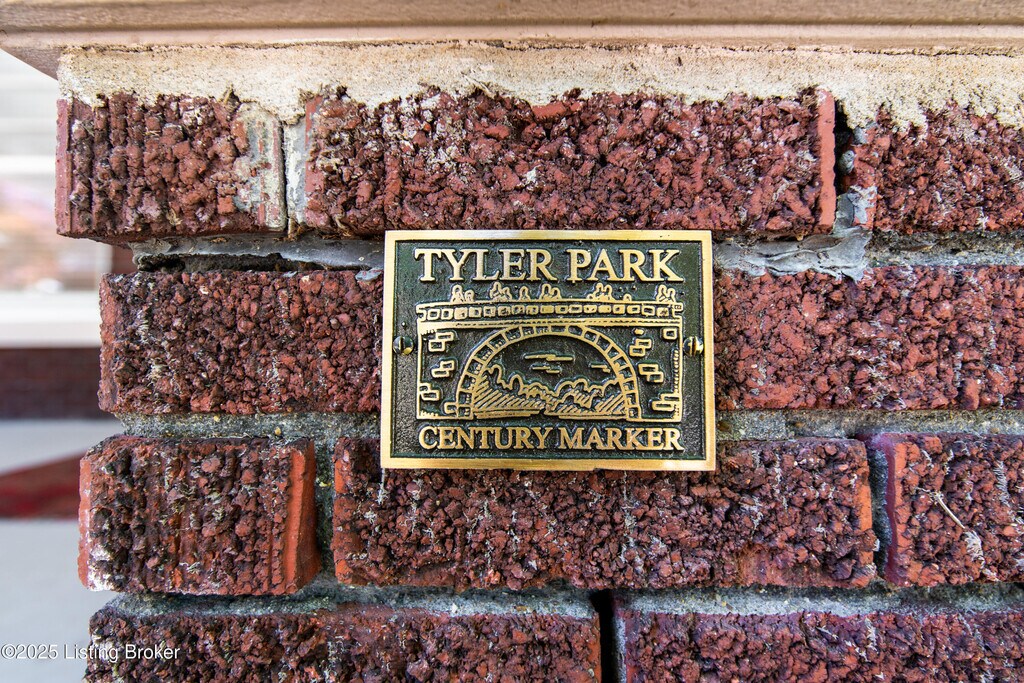 TYLER PARK
CENTURY MARKER
©2025 Listing Broker